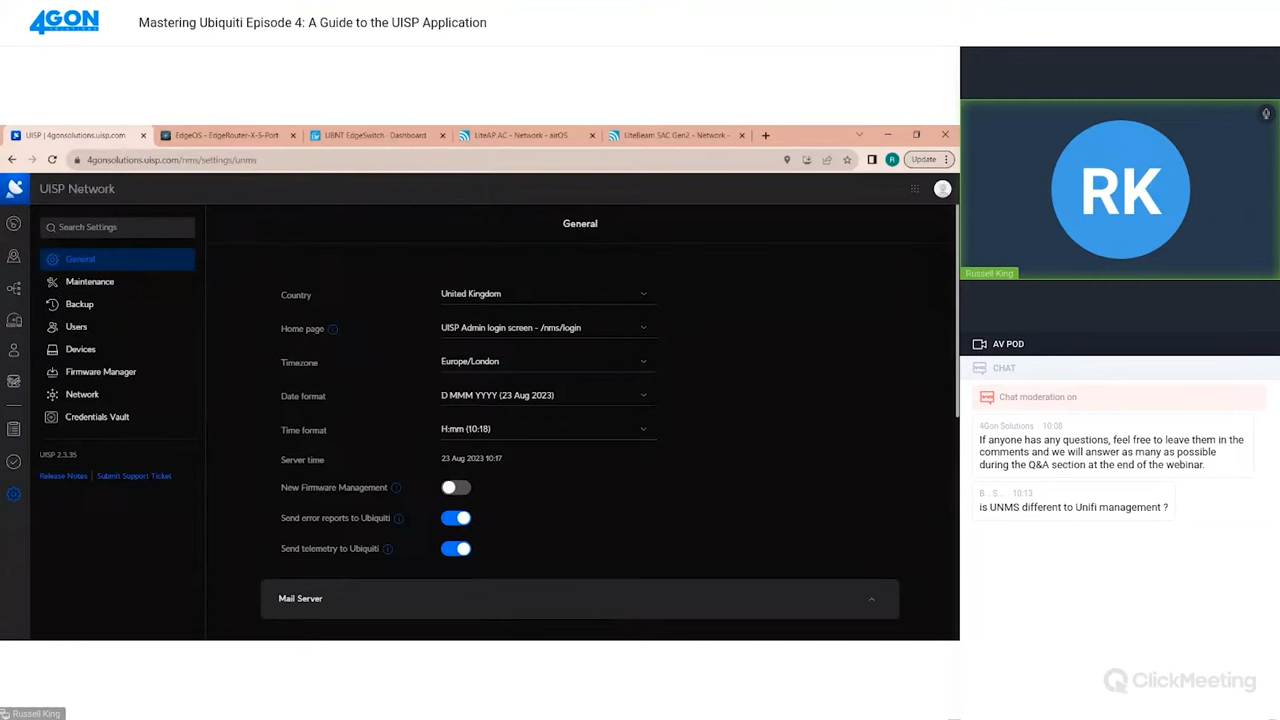 4GON
SOLUTIONS
Mastering Ubiquiti Episode 4: A Guide to the UISP Application
UISP | 4gonsolutions.uisp.com
EdgeOS - EdgeRouter-X-5-Port
UBNT EdgeSwitch - Dashboard
LiteAP AC - Network - airOS
LiteBeam 5AC Gen2 - Network -
4gonsolutions.uisp.com/nms/settings/unms
R
Update
UISP Network
Search Settings
General
Maintenance
Backup
Users
Devices
Firmware Manager
Network
Credentials Vault
UISP 2.3.35
Release Notes
Submit Support Ticket
General
Country
United Kingdom
Home page
UISP Admin login screen - /nms/login
Timezone
Europe/London
Date format
D MMM YYYY (23 Aug 2023)
Time format
H:mm (10:18)
Server time
23 Aug 2023 10:17
New Firmware Management
Send error reports to Ubiquiti
Send telemetry to Ubiquiti
Mail Server
RK
Russell King
AV POD
CHAT
Chat moderation on
4Gon Solutions 10:08
If anyone has any questions, feel free to leave them in the
comments and we will answer as many as possible
during the Q&A section at the end of the webinar.
B... S... 10:13
is UNMS different to Unifi management ?
ClickMeeting
Russell King